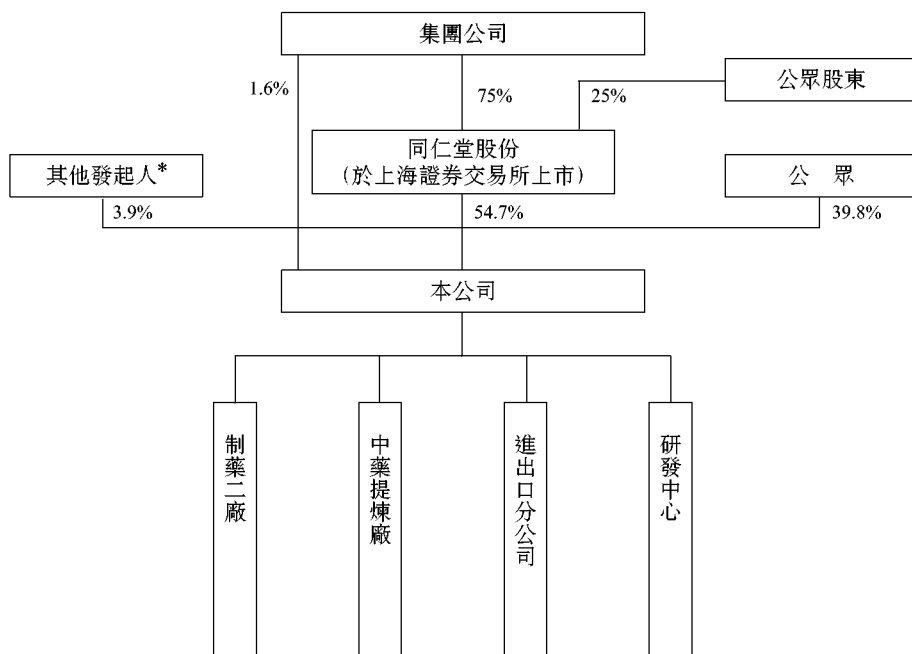 集團公司
1.6%
75%
25%
公眾股東
同仁堂股份
(於上海證券交易所上市)
其他發起人*
公 眾
3.9%
54.7%
39.8%
本公司
制藥二廠
中藥提煉廠
進出口分公司
研發中心